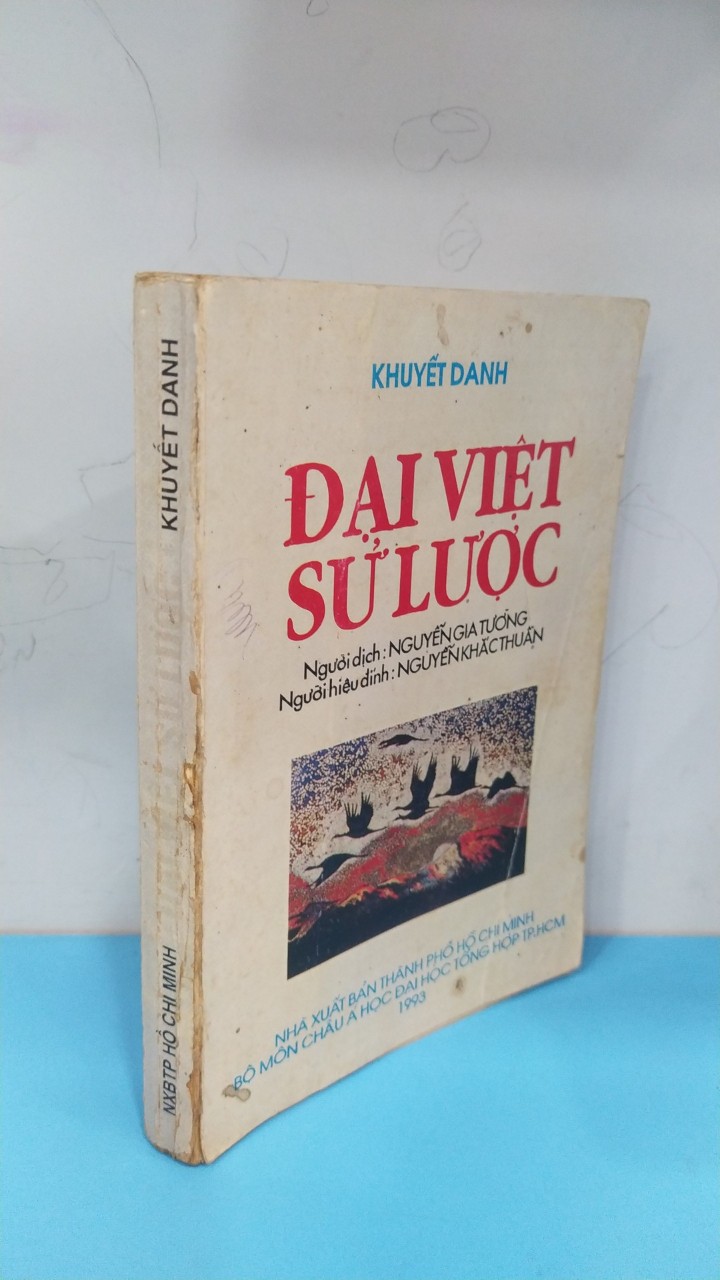 KHUYẾT DANH
ĐẠI VIỆT
SỬ LƯỢC
Người dịch : NGUYỄN GIA TƯỜNG
Người hiệu đính : NGUYỄN KHẮC THUẦN
NHÀ XUẤT BẢN THÀNH PHỐ HỒ CHÍ MINH
BỘ MÔN CHÂU Á HỌC ĐẠI HỌC TỔNG HỢP TP.HCM
1993
KHUYẾT DANH
NXB TP HỒ CHÍ MINH